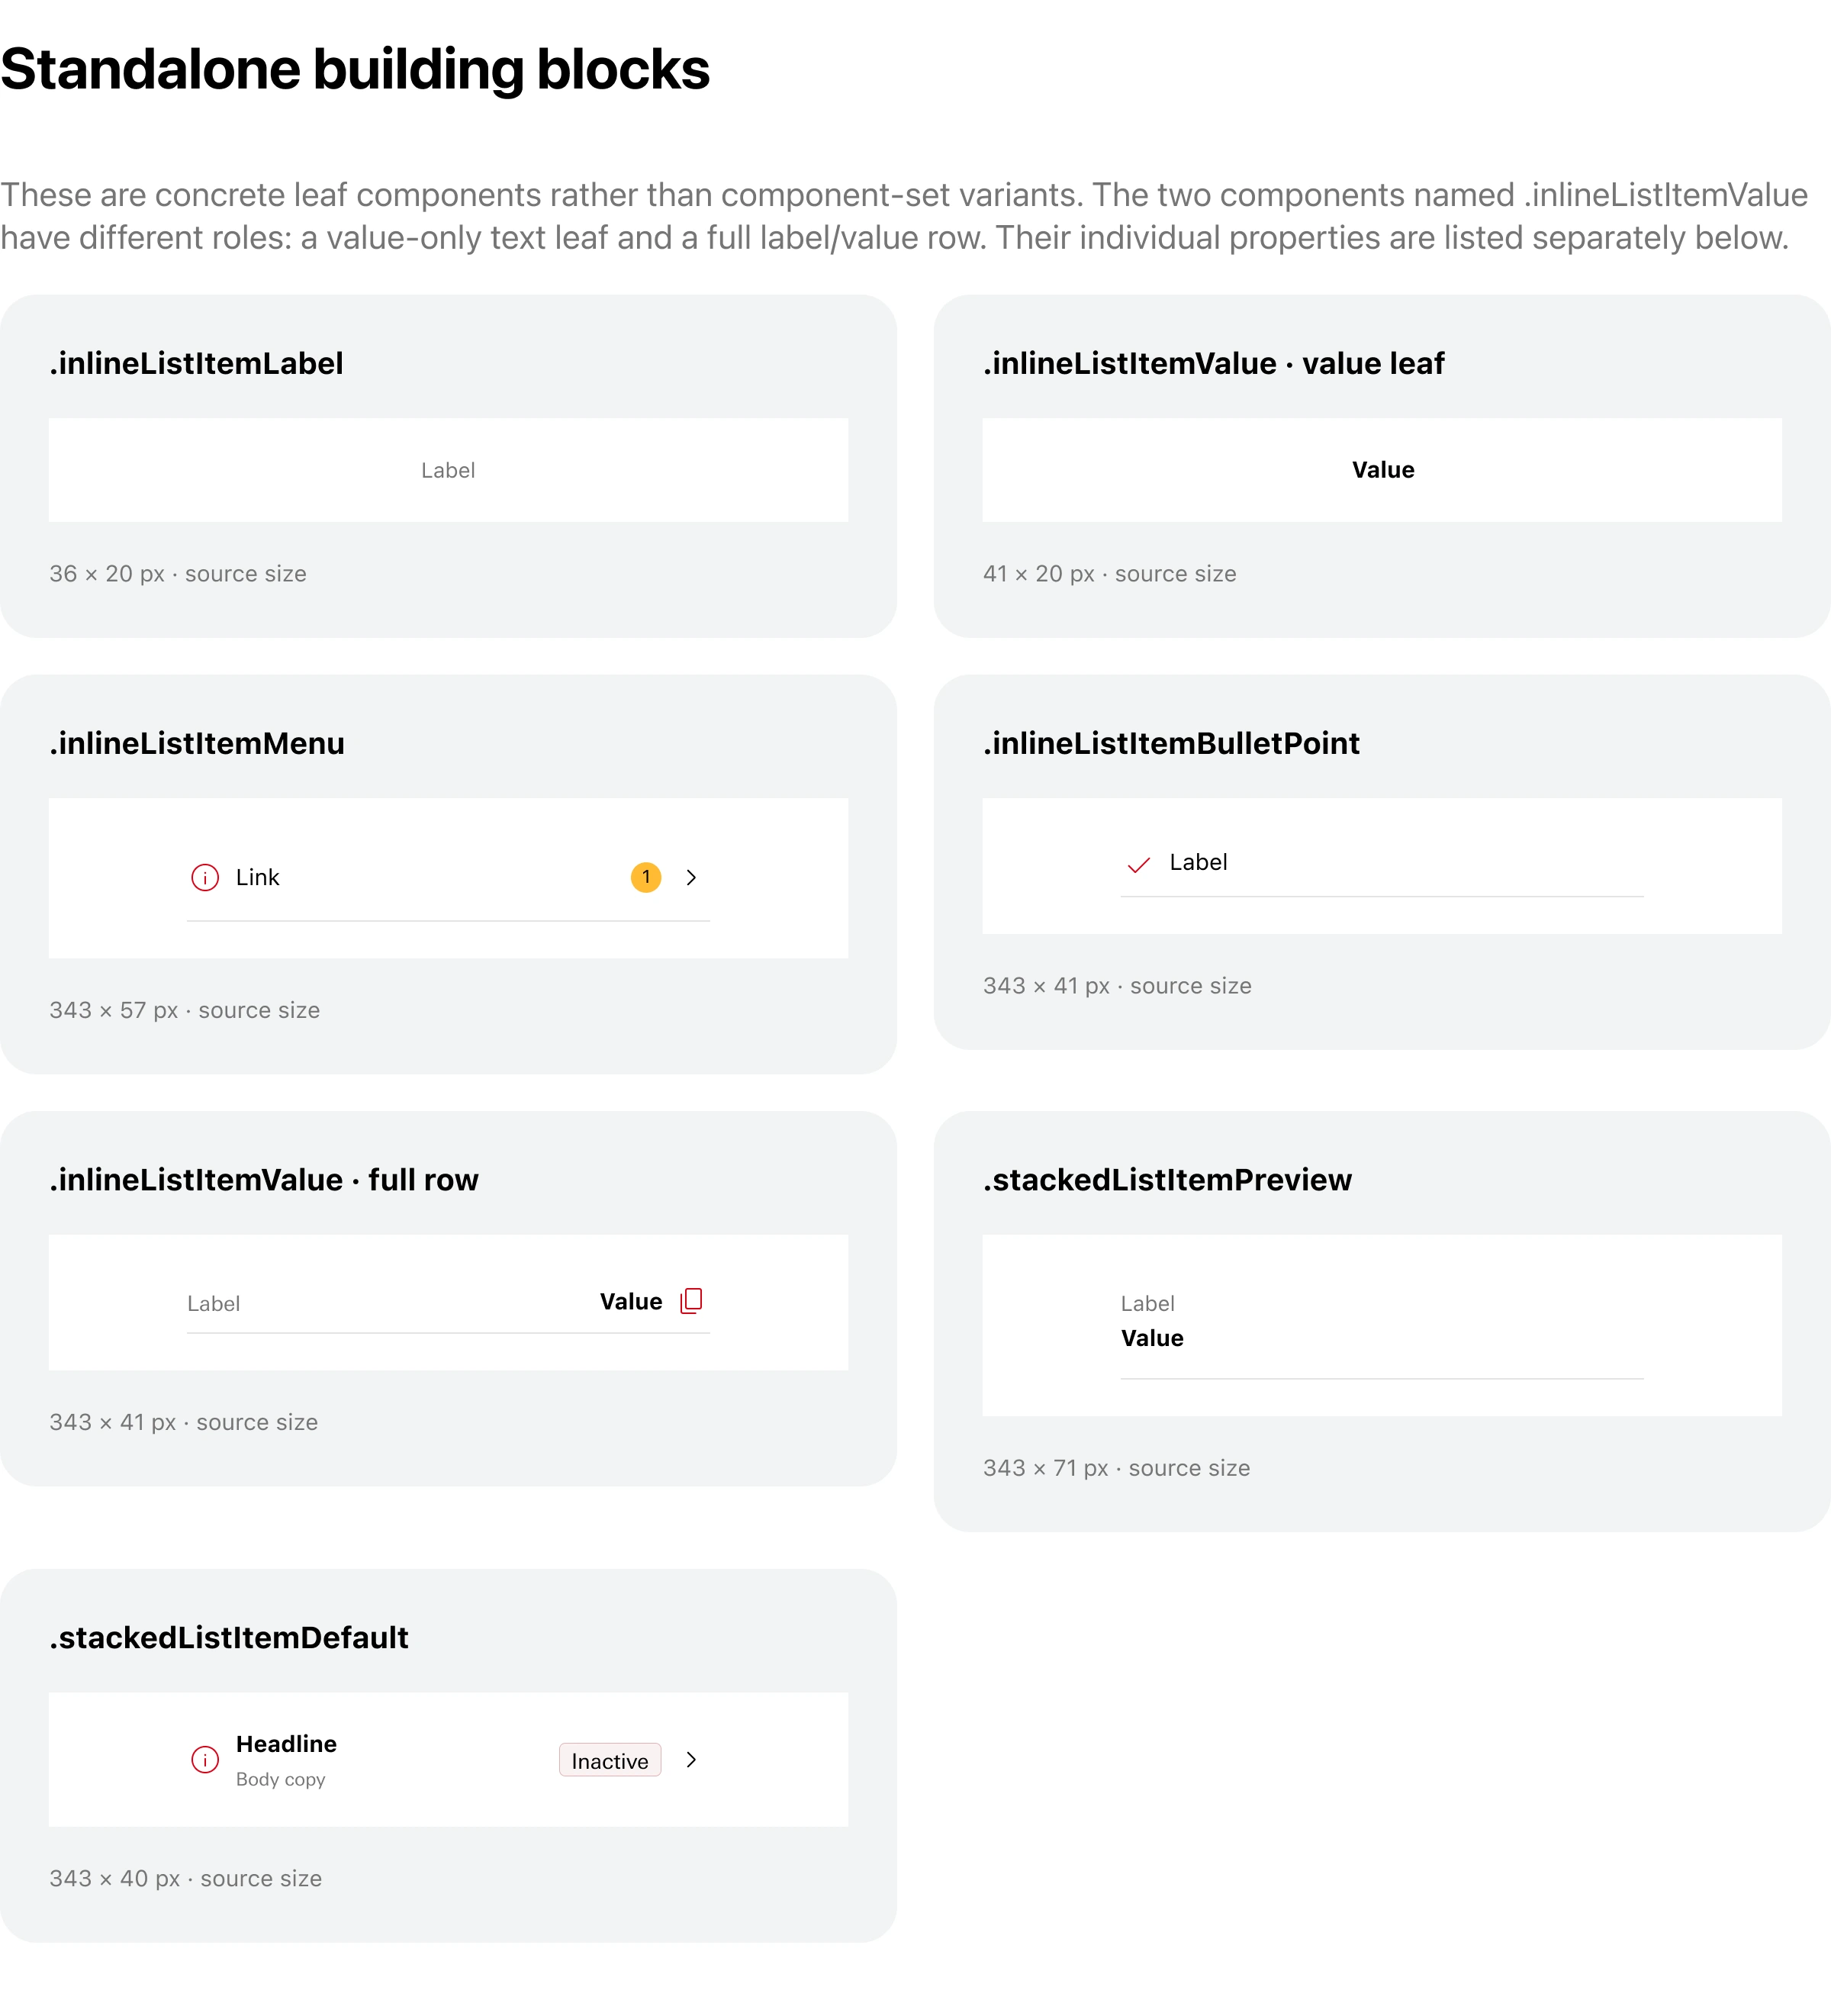 Standalone building blocks
These are concrete leaf components rather than component-set variants. The two components named .inlineListItemValue
have different roles: a value-only text leaf and a full label/value row. Their individual properties are listed separately below.
.inlineListItemLabel
Label
36 × 20 px · source size
.inlineListItemValue · value leaf
Value
41 × 20 px · source size
.inlineListItemMenu
Link
1
343 × 57 px · source size
.inlineListItemBulletPoint
Label
343 × 41 px · source size
.inlineListItemValue · full row
Label
Value
343 × 41 px · source size
.stackedListItemPreview
Label
Value
343 × 71 px · source size
.stackedListItemDefault
Headline
Body copy
Inactive
343 × 40 px · source size